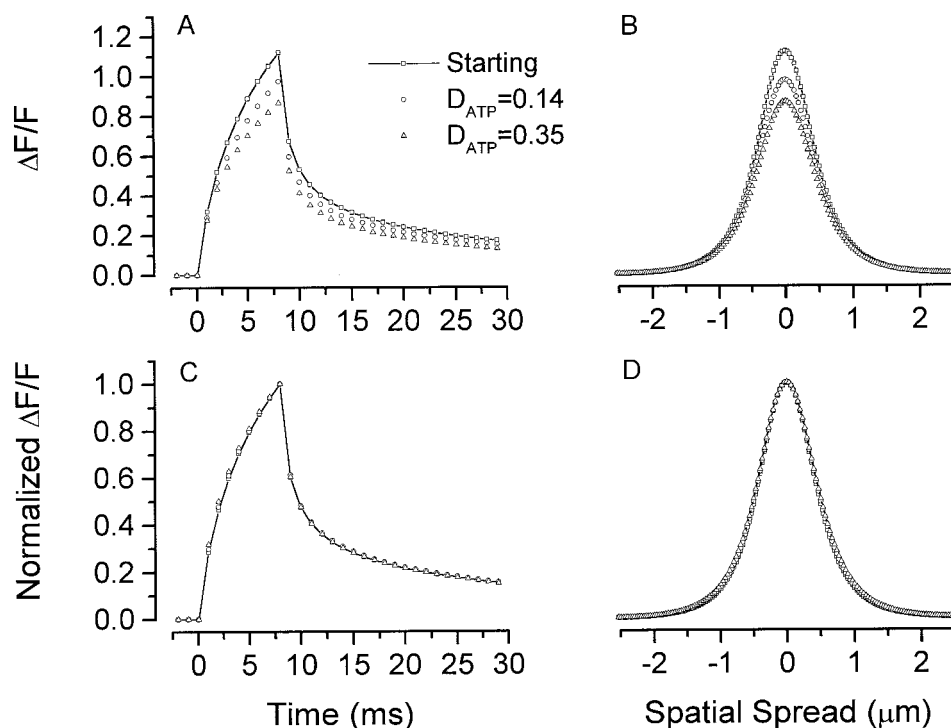 A
B
1.2
1.0
0.8
0.6
0.4
0.2
0.0
ΔF/F
Starting
D_ATP=0.14
D_ATP=0.35
0 5 10 15 20 25 30
-2 -1 0 1 2
C
D
1.0
0.8
0.6
0.4
0.2
0.0
Normalized ΔF/F
0 5 10 15 20 25 30
-2 -1 0 1 2
Time (ms)
Spatial Spread (μm)